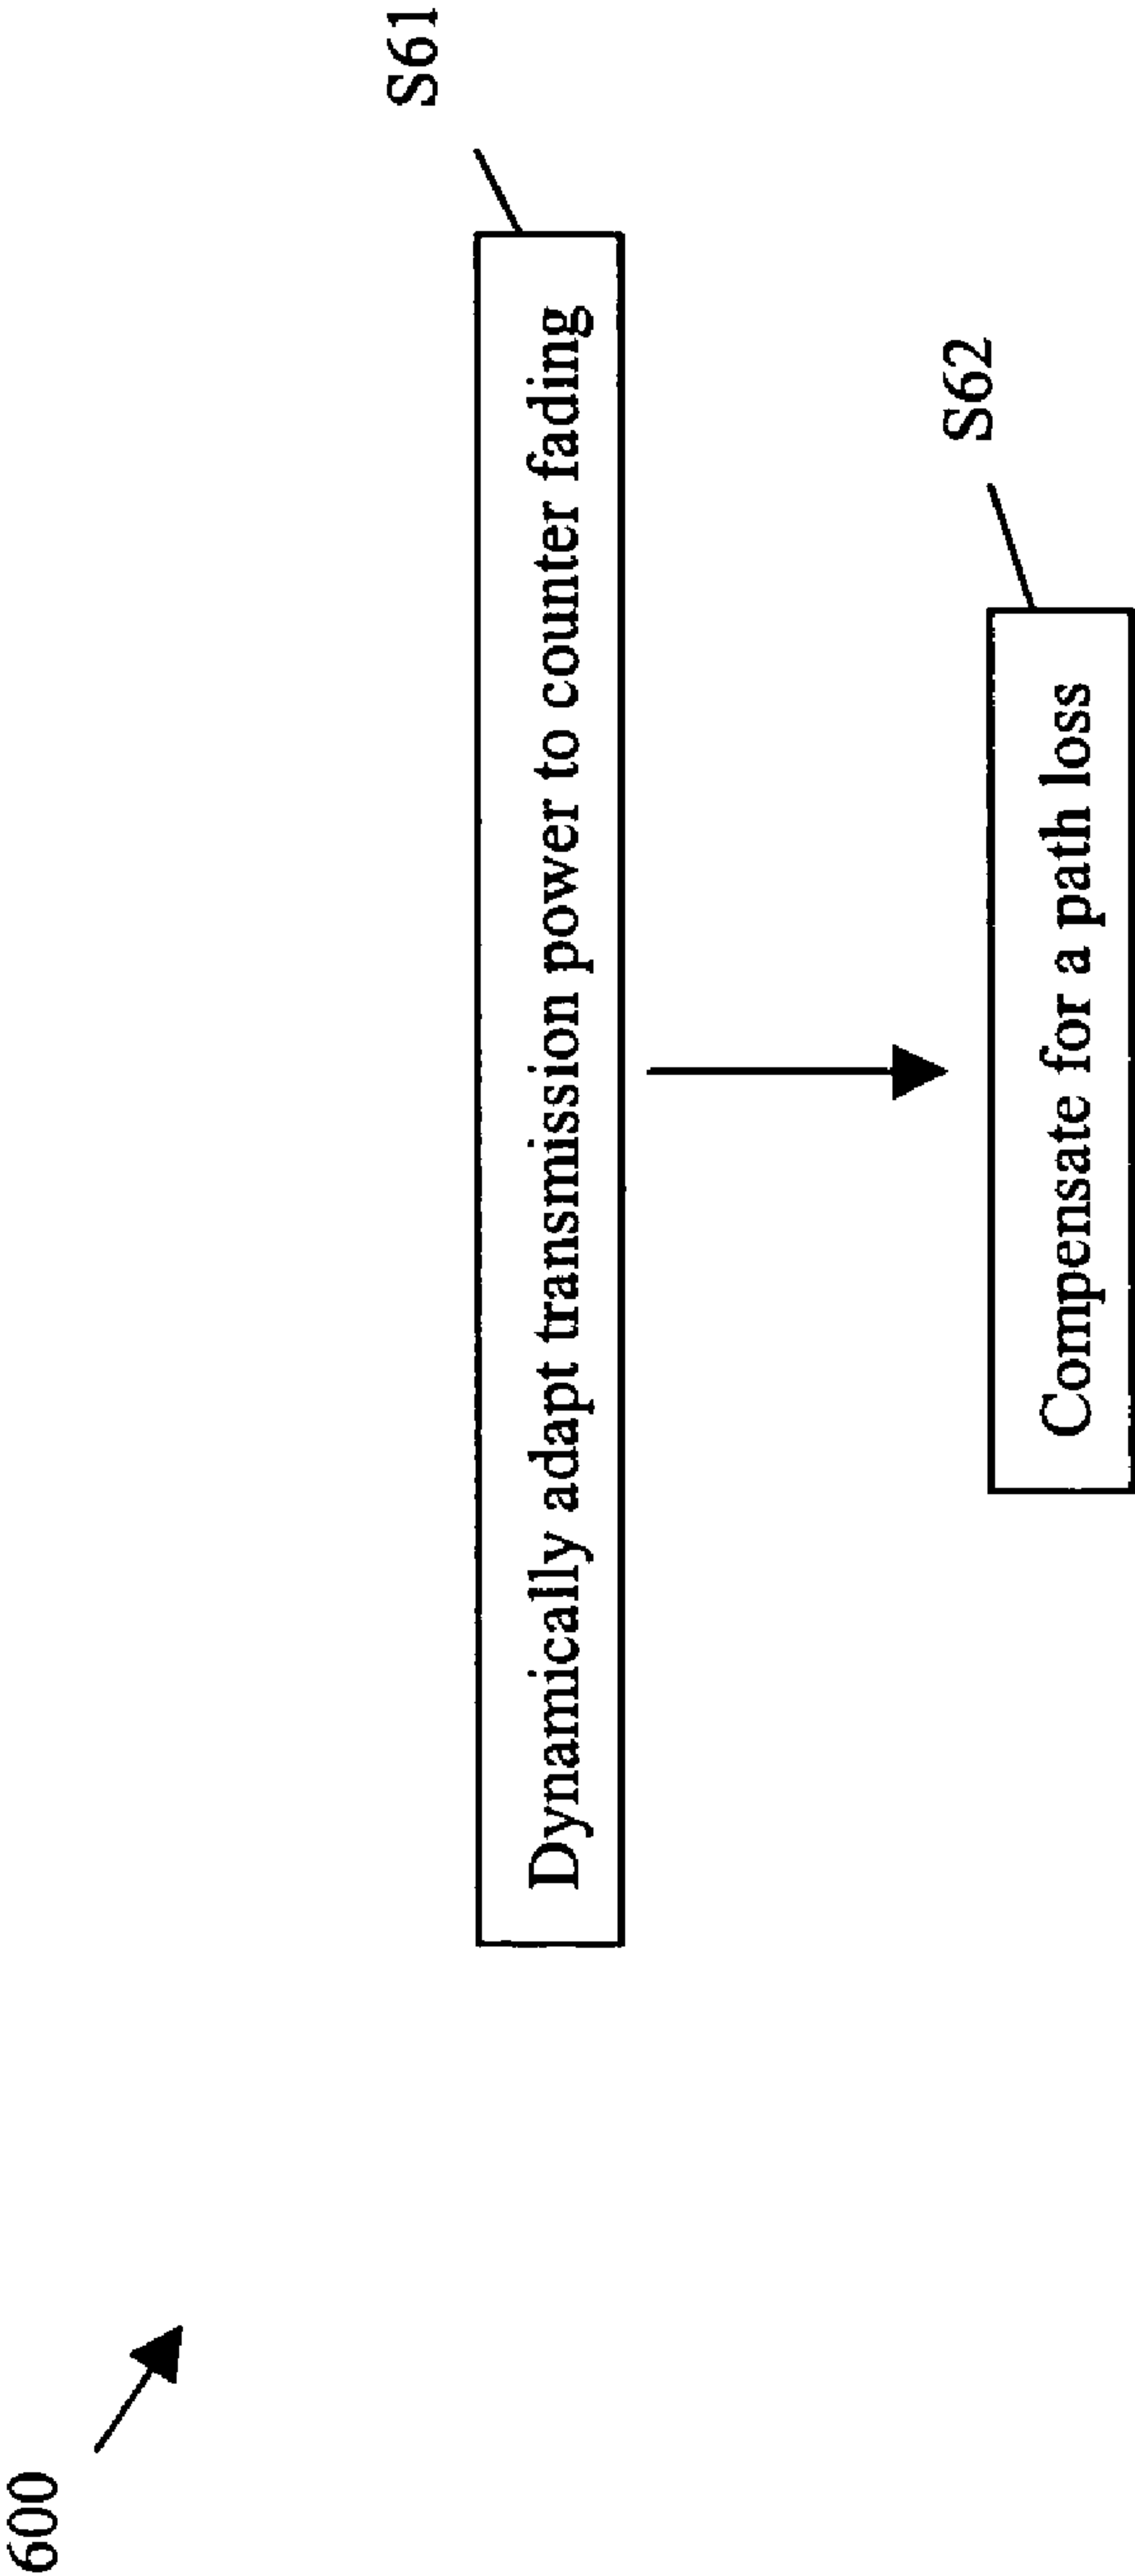 600
S61
Dynamically adapt transmission power to counter fading
S62
Compensate for a path loss